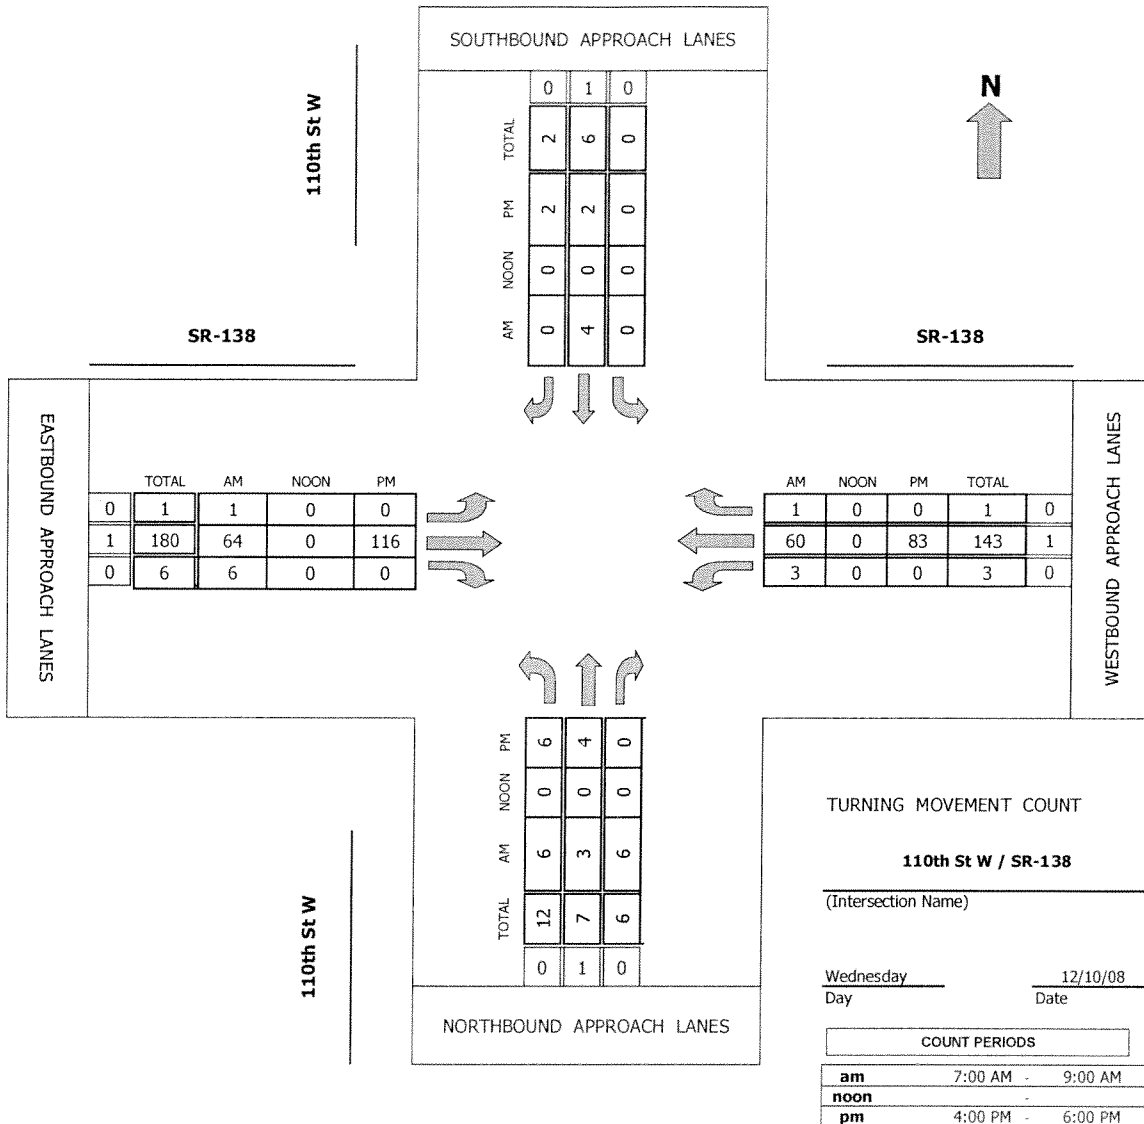 SOUTHBOUND APPROACH LANES
0 1 0
TOTAL 2 6 0
PM 2 2 0
NOON 0 0 0
AM 0 4 0
110th St W
N
SR-138
SR-138
EASTBOUND APPROACH LANES
TOTAL AM NOON PM
0 1 1 0 0
1 180 64 0 116
0 6 6 0 0
AM NOON PM TOTAL
1 0 0 1 0
60 0 83 143 1
3 0 0 3 0
WESTBOUND APPROACH LANES
PM 6 4 0
NOON 0 0 0
AM 6 3 6
TOTAL 12 7 6
0 1 0
110th St W
NORTHBOUND APPROACH LANES
TURNING MOVEMENT COUNT
110th St W / SR-138
(Intersection Name)
Wednesday 12/10/08
Day Date
COUNT PERIODS
am 7:00 AM - 9:00 AM
noon -
pm 4:00 PM - 6:00 PM